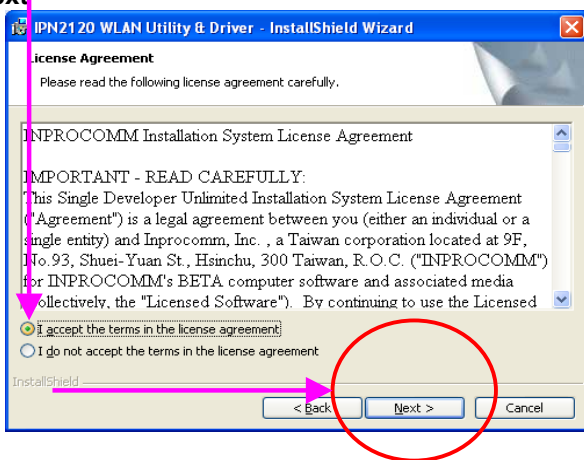 IPN2120 WLAN Utility & Driver - InstallShield Wizard
License Agreement
Please read the following license agreement carefully.
INPROCOMM Installation System License Agreement
IMPORTANT - READ CAREFULLY:
This Single Developer Unlimited Installation System License Agreement
("Agreement") is a legal agreement between you (either an individual or a
single entity) and Inprocomm, Inc. , a Taiwan corporation located at 9F,
No.93, Shuei-Yuan St., Hsinchu, 300 Taiwan, R.O.C. ("INPROCOMM")
for INPROCOMM's BETA computer software and associated media
(collectively, the "Licensed Software"). By continuing to use the Licensed
I accept the terms in the license agreement
I do not accept the terms in the license agreement
InstallShield
< Back Next > Cancel